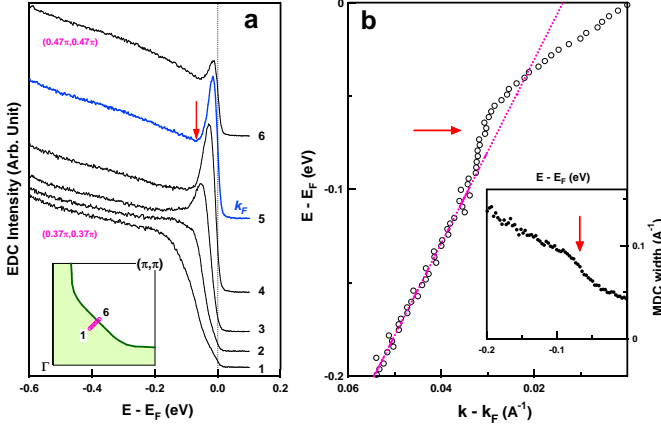 a
(0.47π,0.47π)
6
k_F
5
(0.37π,0.37π)
4
3
2
1
(π,π)
6
1
Γ
EDC Intensity (Arb. Unit)
-0.6 -0.4 -0.2 0.0 0.2
E - E_F (eV)
b
0
-0.1
-0.2
E - E_F (eV)
0.06 0.04 0.02
k - k_F (A⁻¹)
E - E_F (eV)
0.1
0
MDC width (A⁻¹)
-0.2 -0.1